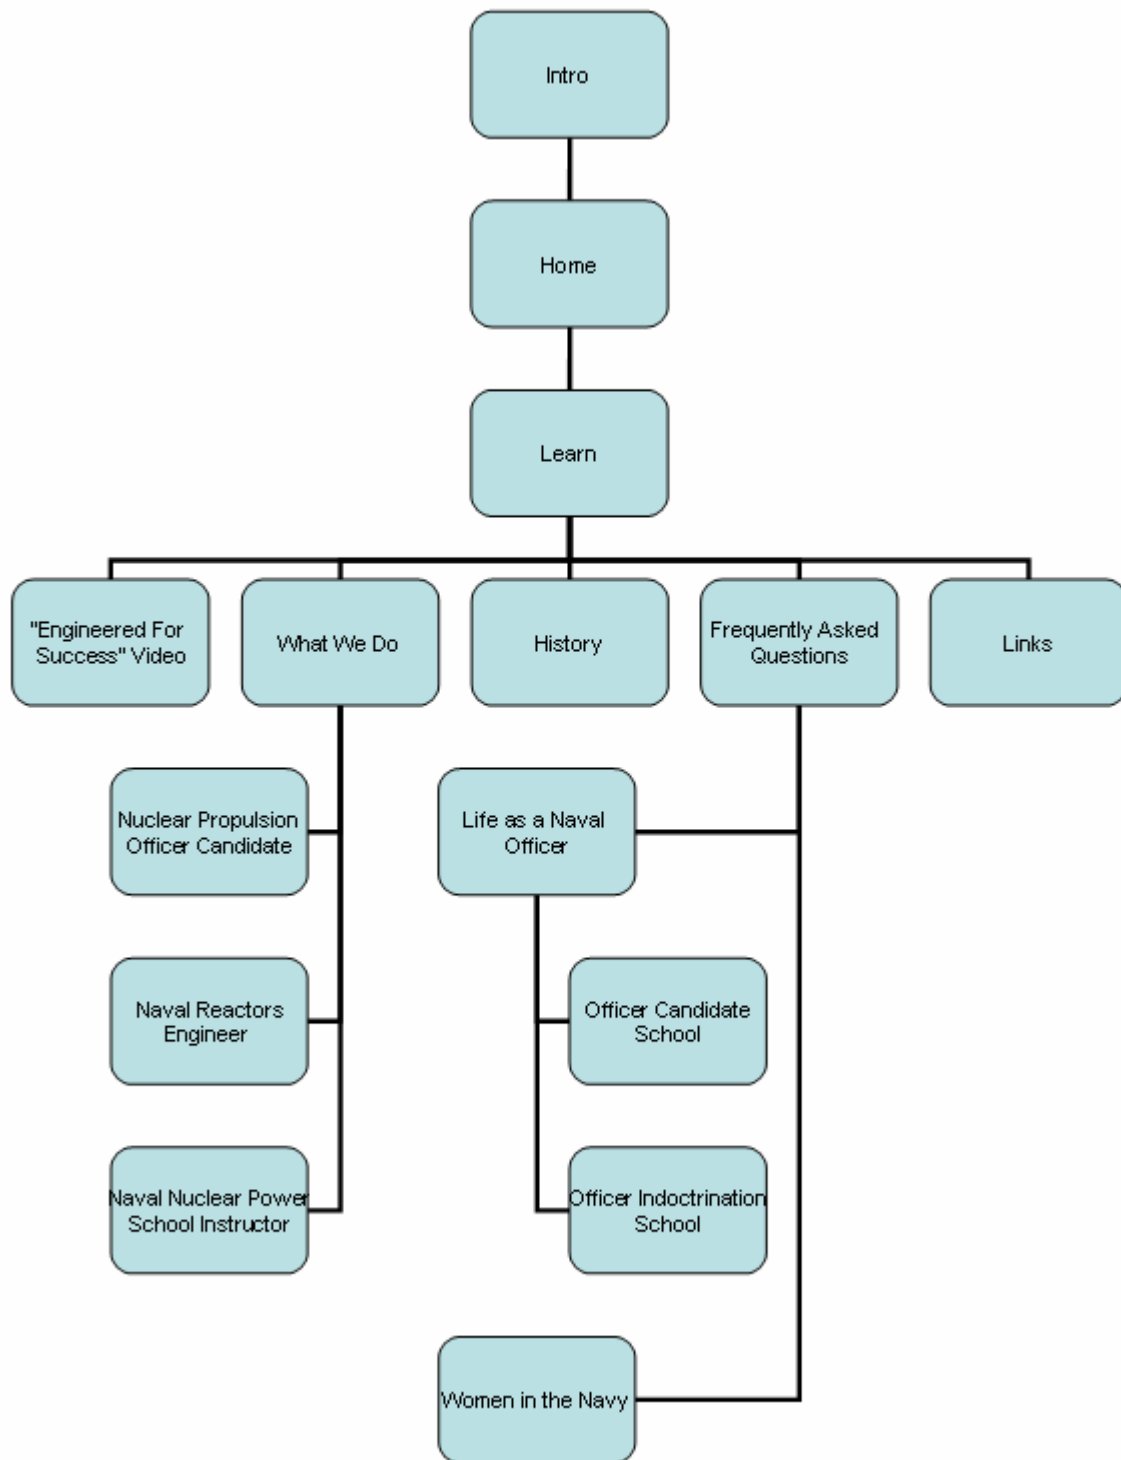 Intro
Home
Learn
"Engineered For
Success" Video
What We Do
History
Frequently Asked
Questions
Links
Nuclear Propulsion
Officer Candidate
Life as a Naval
Officer
Naval Reactors
Engineer
Officer Candidate
School
Naval Nuclear Power
School Instructor
Officer Indoctrination
School
Women in the Navy